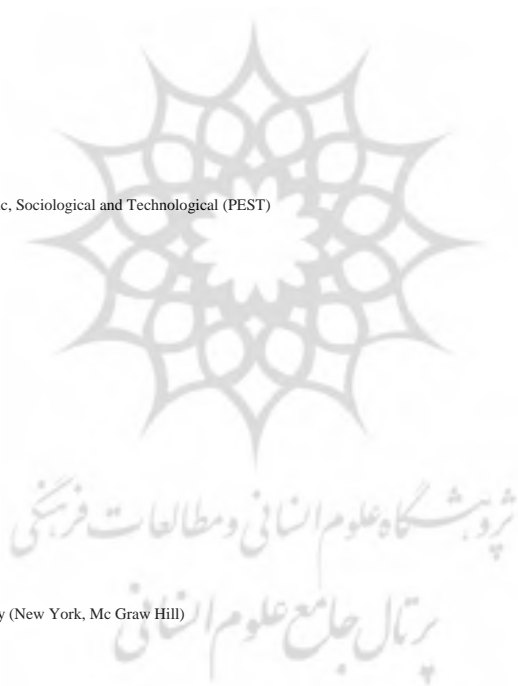 c, Sociological and Technological (PEST)
پژوهشگاه علوم انسانی و مطالعات فرهنگی
y (New York, Mc Graw Hill)
پرتال جامع علوم انسانی